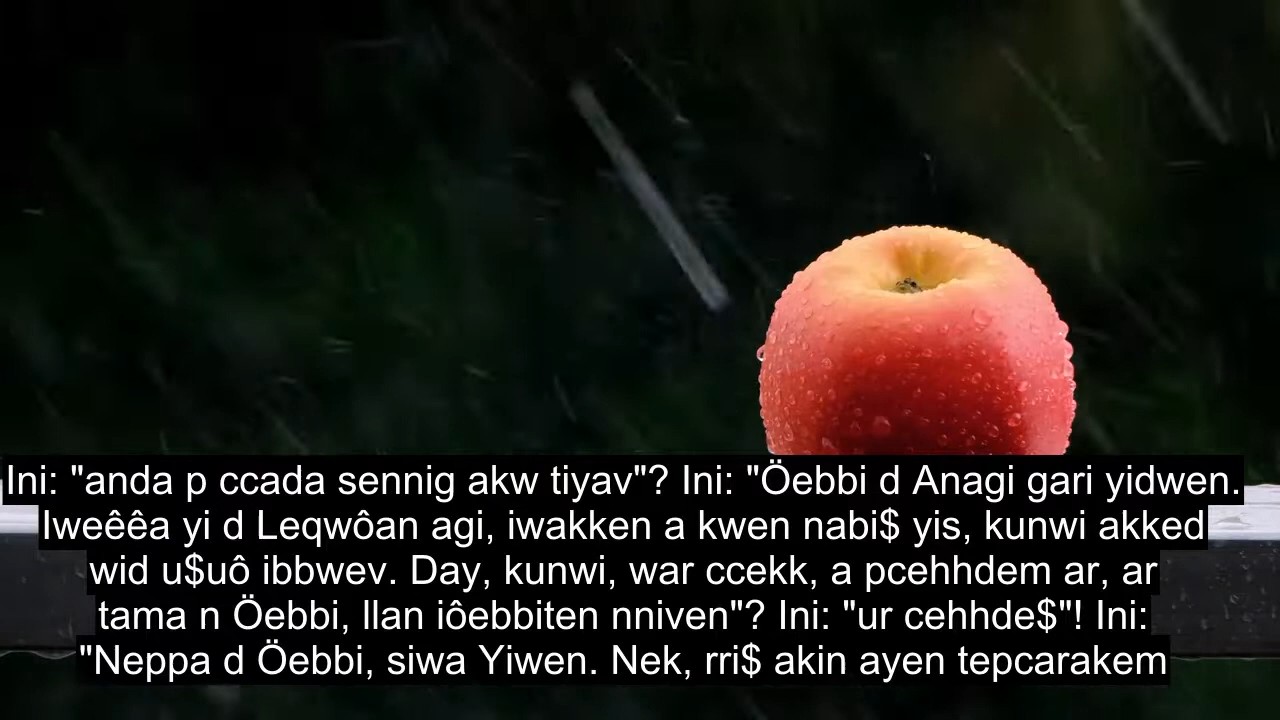 Ini: "anda p ccada sennig akw tiyav"? Ini: "Öebbi d Anagi gari yidwen.
Iweêêa yi d Leqwôan agi, iwakken a kwen nabi$ yis, kunwi akked
wid u$uô ibbwev. Day, kunwi, war ccekk, a pcehhdem ar, ar
tama n Öebbi, llan iôebbiten nniven"? Ini: "ur cehhde$"! Ini:
"Neppa d Öebbi, siwa Yiwen. Nek, rri$ akin ayen tepcarakem